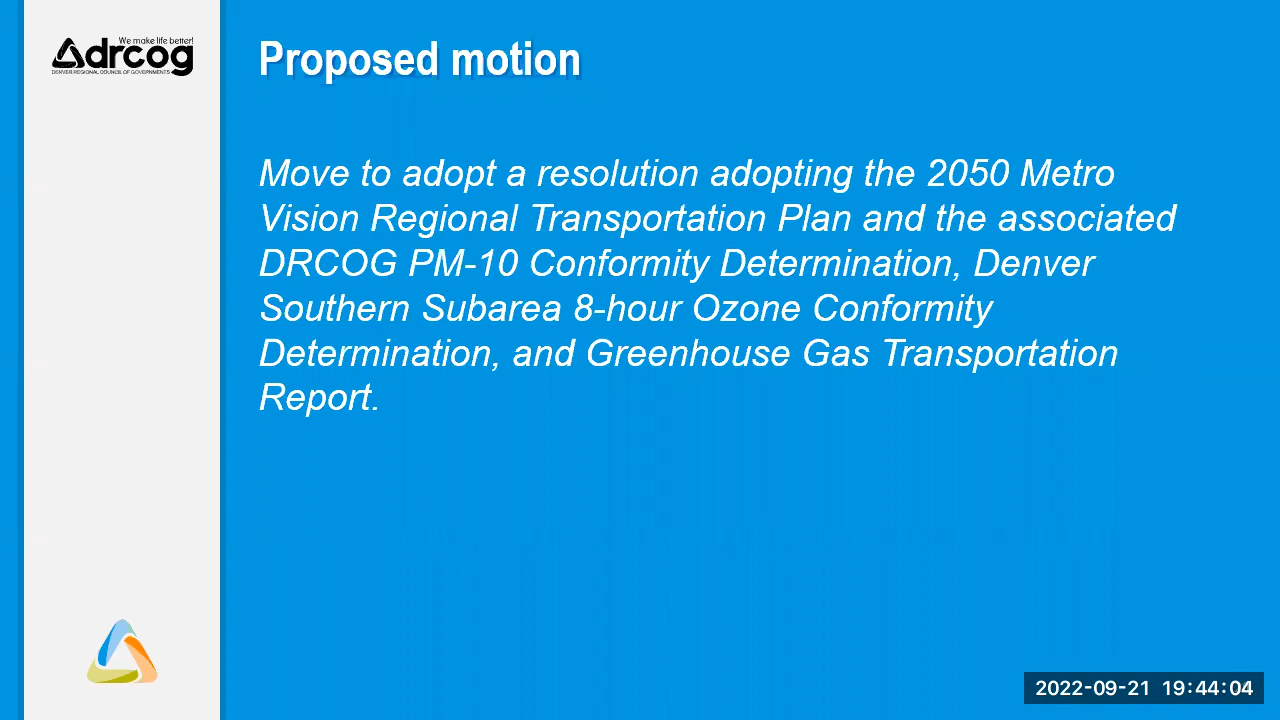 We make life better!
drcog
DENVER REGIONAL COUNCIL OF GOVERNMENTS
Proposed motion
Move to adopt a resolution adopting the 2050 Metro
Vision Regional Transportation Plan and the associated
DRCOG PM-10 Conformity Determination, Denver
Southern Subarea 8-hour Ozone Conformity
Determination, and Greenhouse Gas Transportation
Report.
2022-09-21 19:44:04